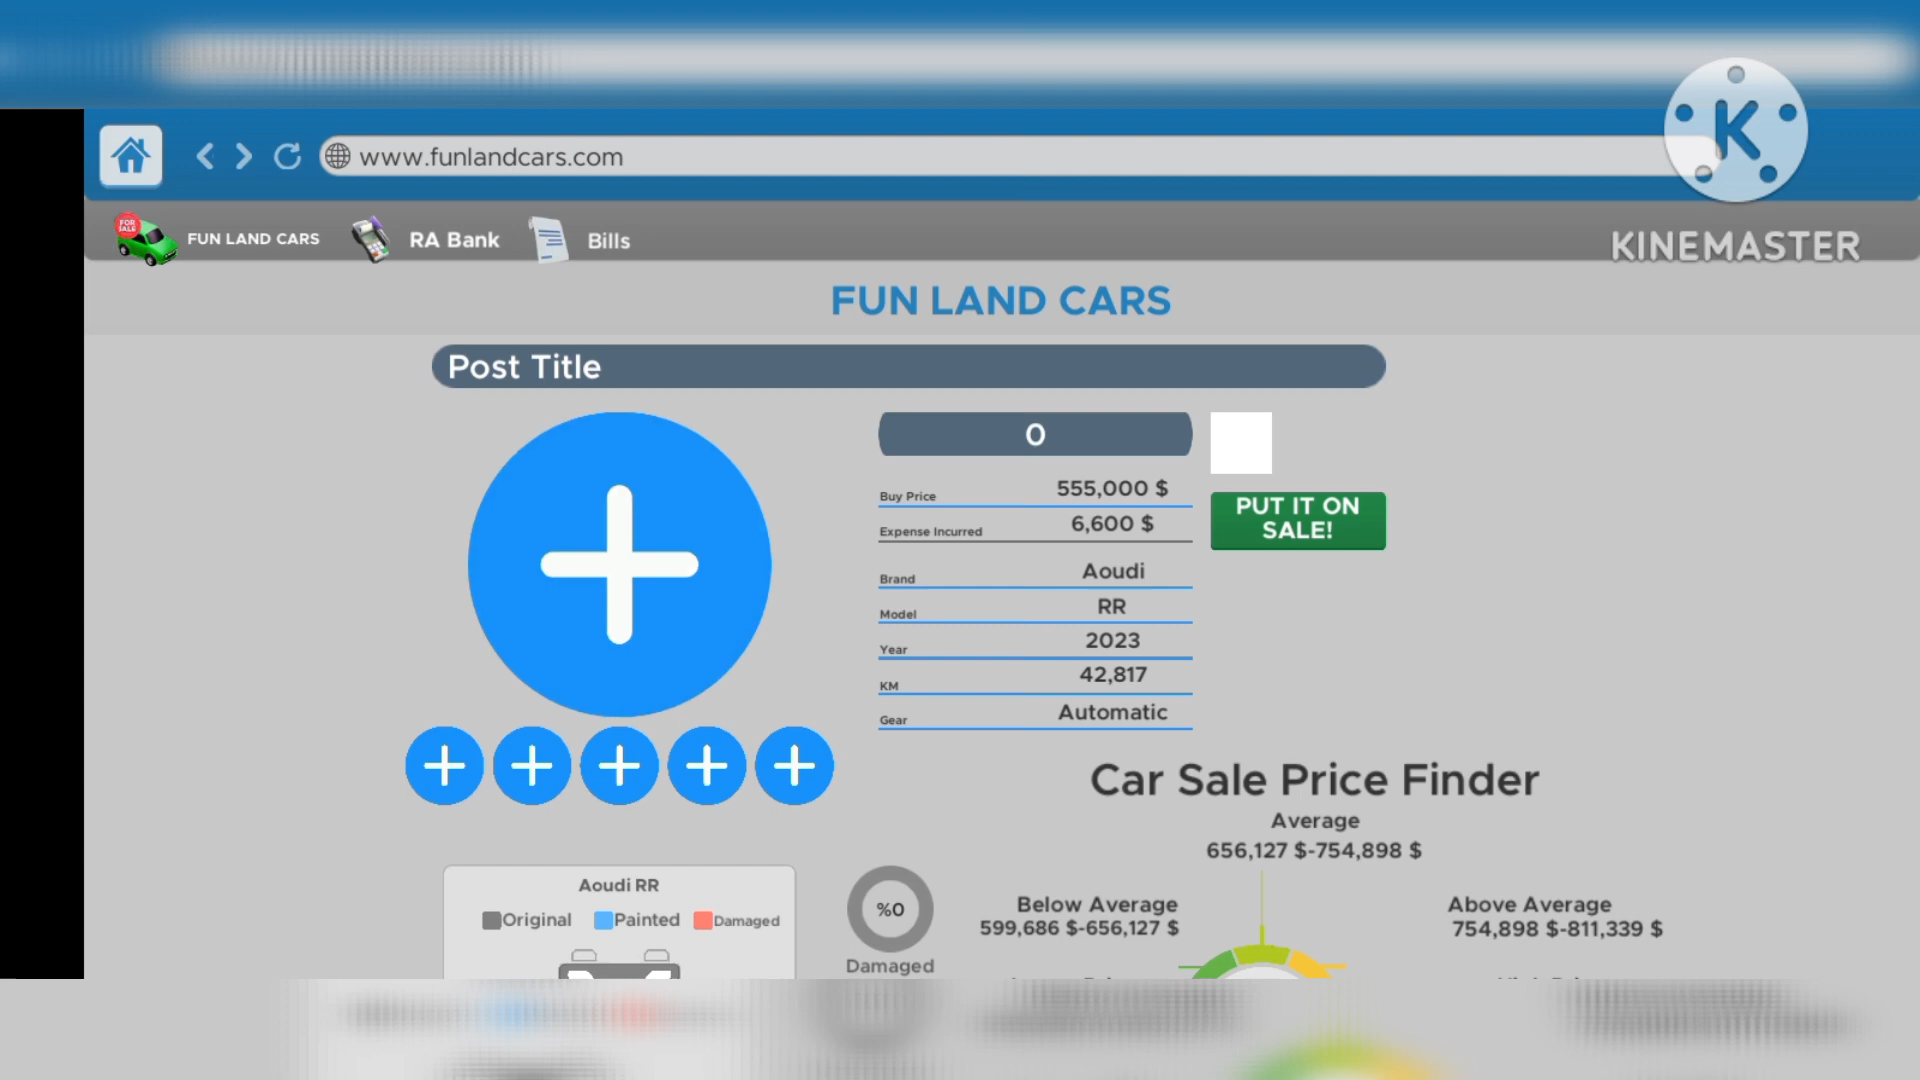 www.funlandcars.com
K
FOR SALE
FUN LAND CARS
RA Bank
Bills
KINEMASTER
FUN LAND CARS
Post Title
0
Buy Price 555,000 $
Expense Incurred 6,600 $
PUT IT ON
SALE!
Brand Aoudi
Model RR
Year 2023
KM 42,817
Gear Automatic
Car Sale Price Finder
Average
656,127 $-754,898 $
Below Average
599,686 $-656,127 $
Above Average
754,898 $-811,339 $
Aoudi RR
Original Painted Damaged
%0
Damaged